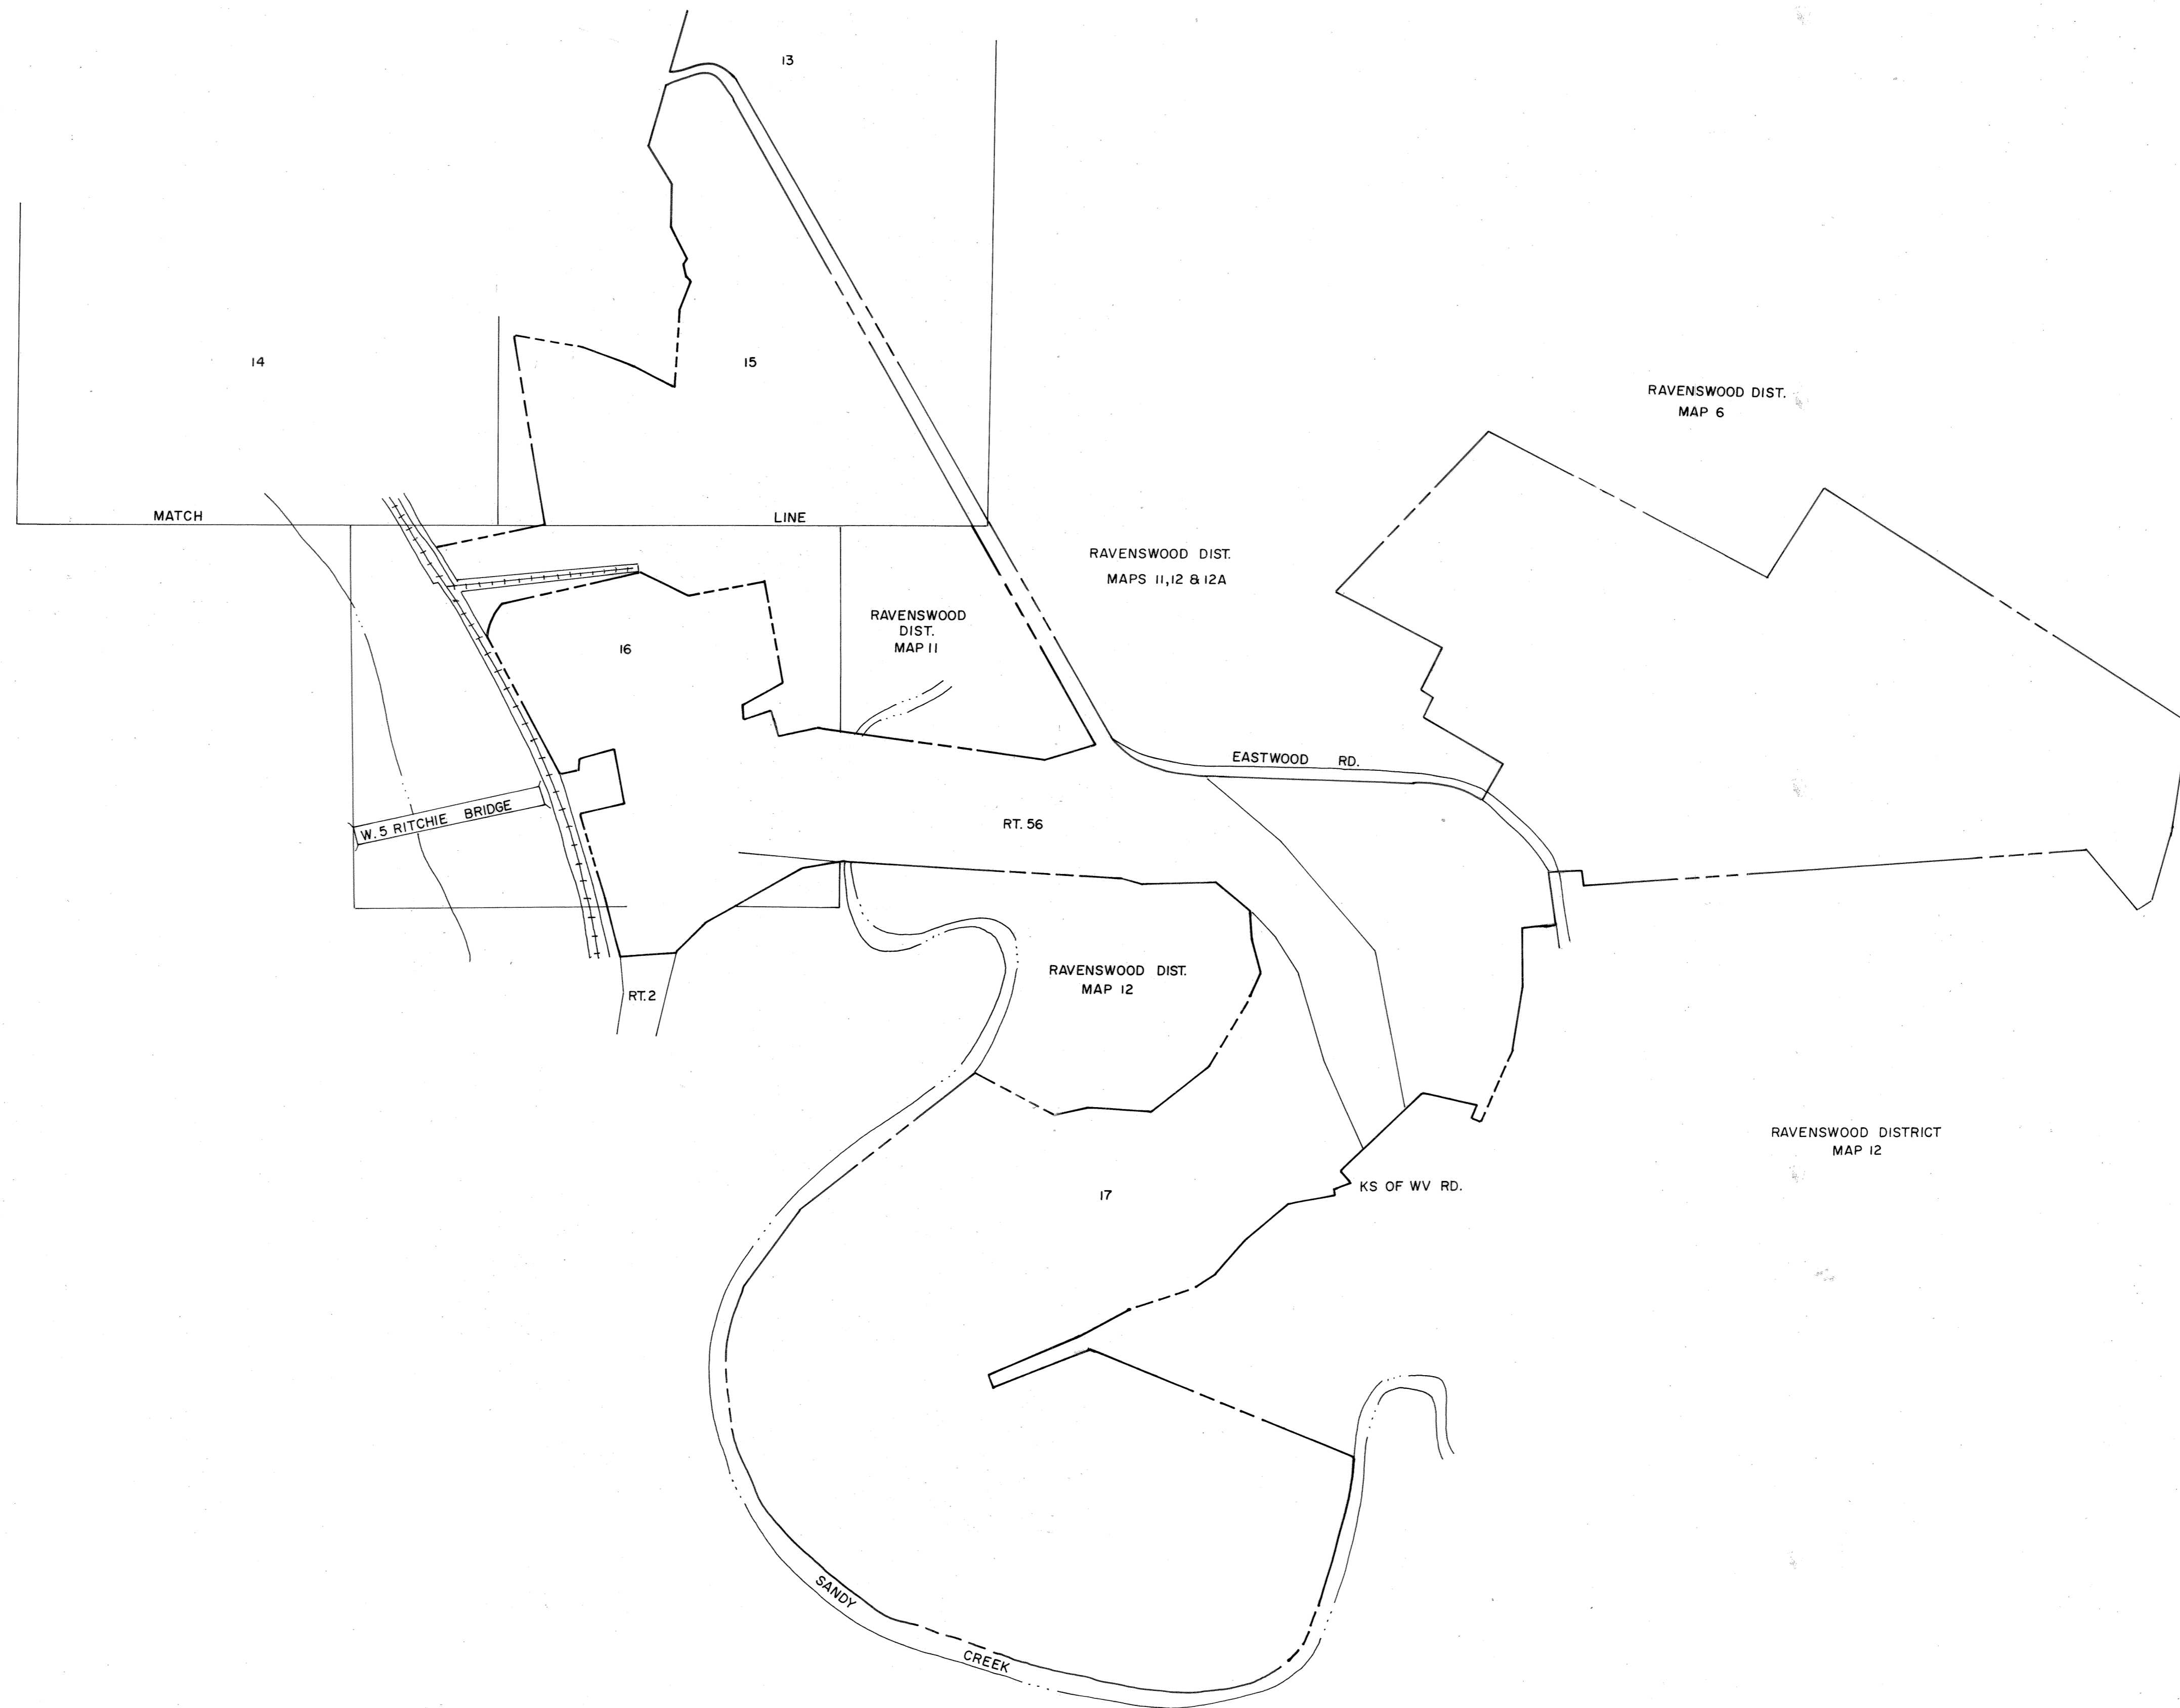 13
14
15
RAVENSWOOD DIST.
MAP 6
MATCH LINE
RAVENSWOOD DIST.
MAPS 11,12 & 12A
RAVENSWOOD
DIST.
MAP 11
16
EASTWOOD RD.
W.5 RITCHIE BRIDGE
RT. 56
RAVENSWOOD DIST.
MAP 12
RT. 2
RAVENSWOOD DISTRICT
MAP 12
KS OF WV RD.
17
SANDY CREEK